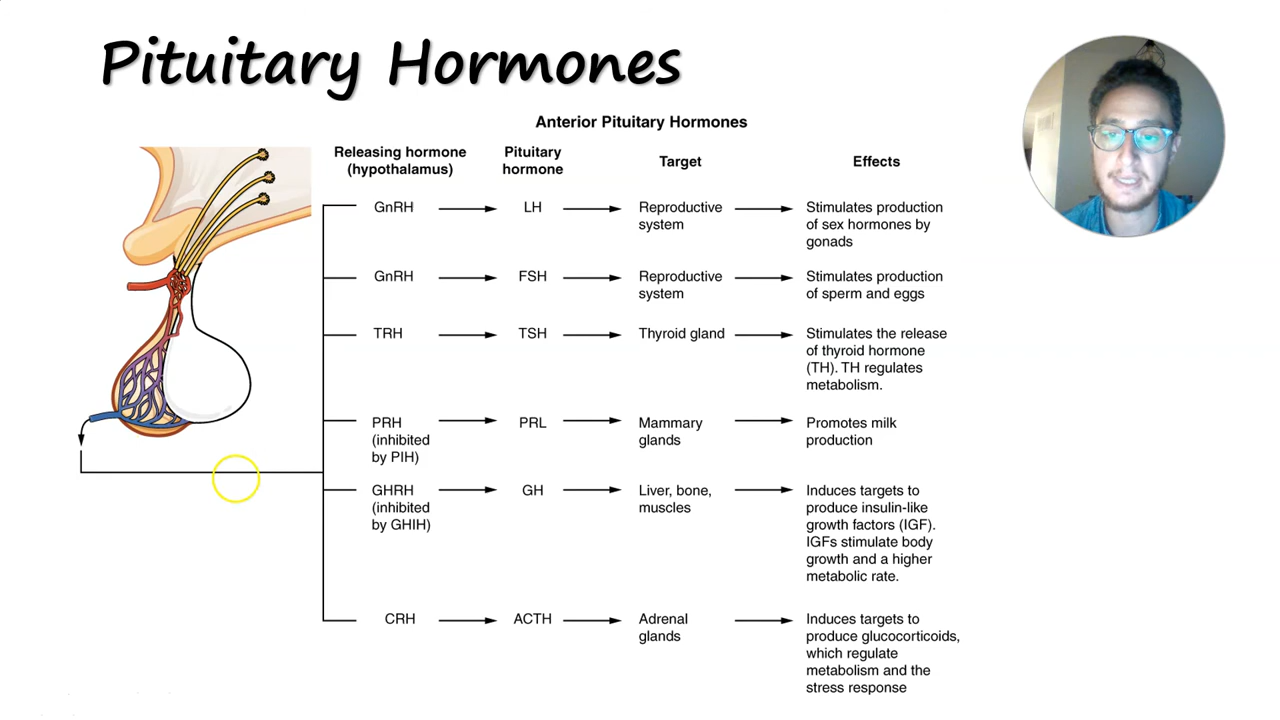 Pituitary Hormones
Anterior Pituitary Hormones
Releasing hormone
(hypothalamus)
Pituitary
hormone
Target
Effects
GnRH
LH
Reproductive
system
Stimulates production
of sex hormones by
gonads
GnRH
FSH
Reproductive
system
Stimulates production
of sperm and eggs
TRH
TSH
Thyroid gland
Stimulates the release
of thyroid hormone
(TH). TH regulates
metabolism.
PRH
(inhibited
by PIH)
PRL
Mammary
glands
Promotes milk
production
GHRH
(inhibited
by GHIH)
GH
Liver, bone,
muscles
Induces targets to
produce insulin-like
growth factors (IGF).
IGFs stimulate body
growth and a higher
metabolic rate.
CRH
ACTH
Adrenal
glands
Induces targets to
produce glucocorticoids,
which regulate
metabolism and the
stress response